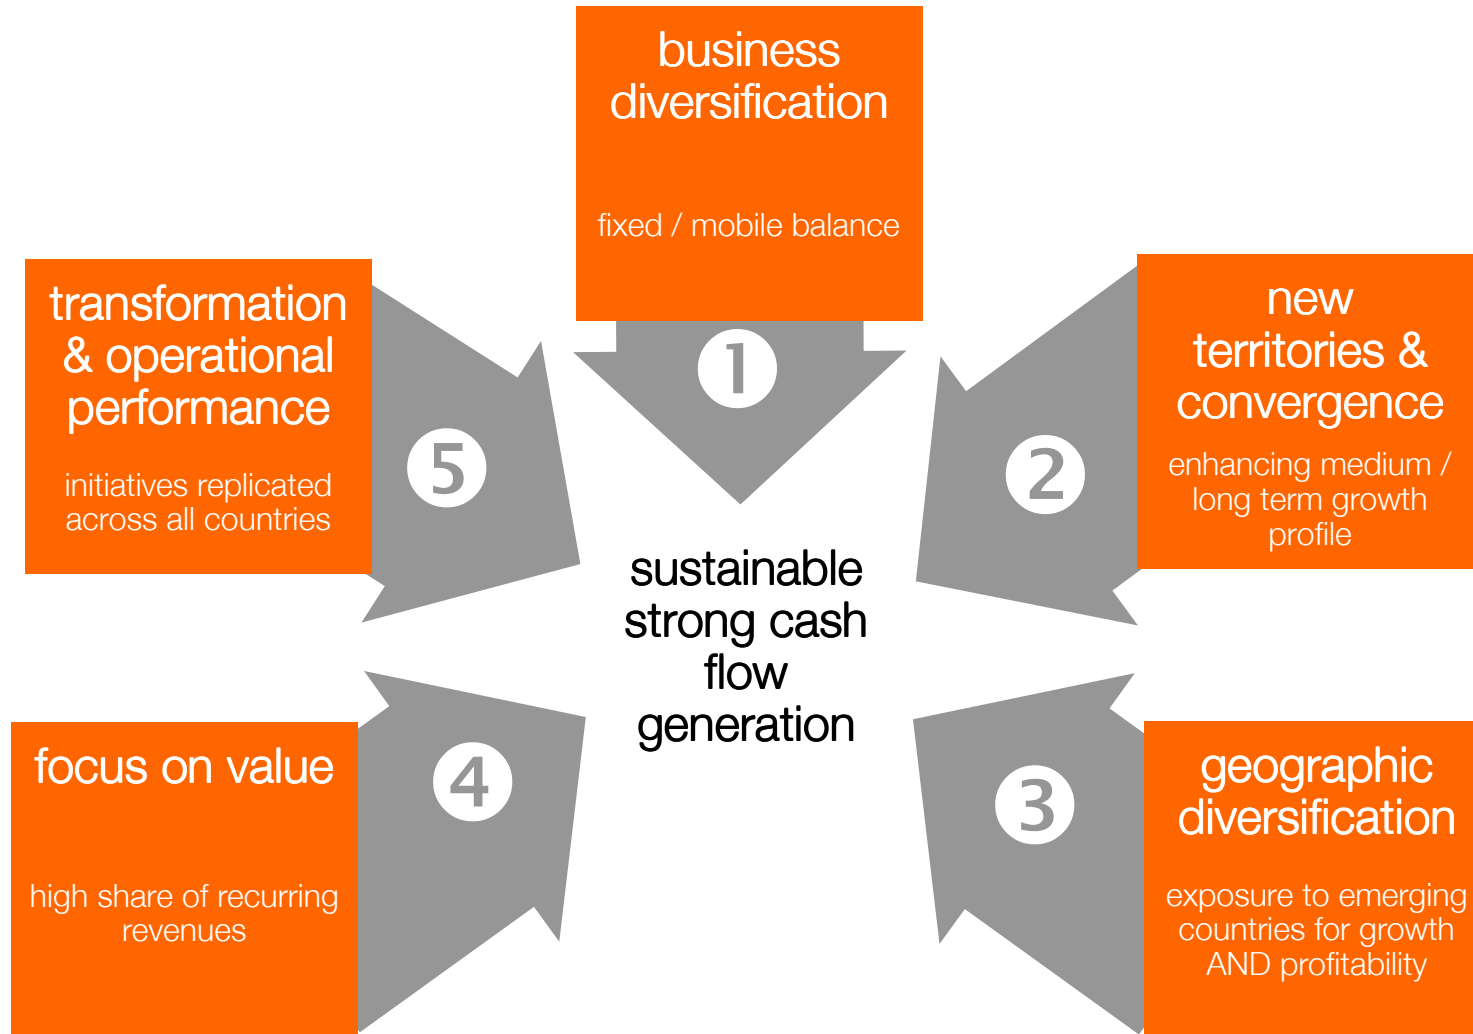 business
diversification
fixed / mobile balance
1
new
territories &
convergence
enhancing medium /
long term growth
profile
2
geographic
diversification
exposure to emerging
countries for growth
AND profitability
3
focus on value
high share of recurring
revenues
4
transformation
& operational
performance
initiatives replicated
across all countries
5
sustainable
strong cash
flow
generation